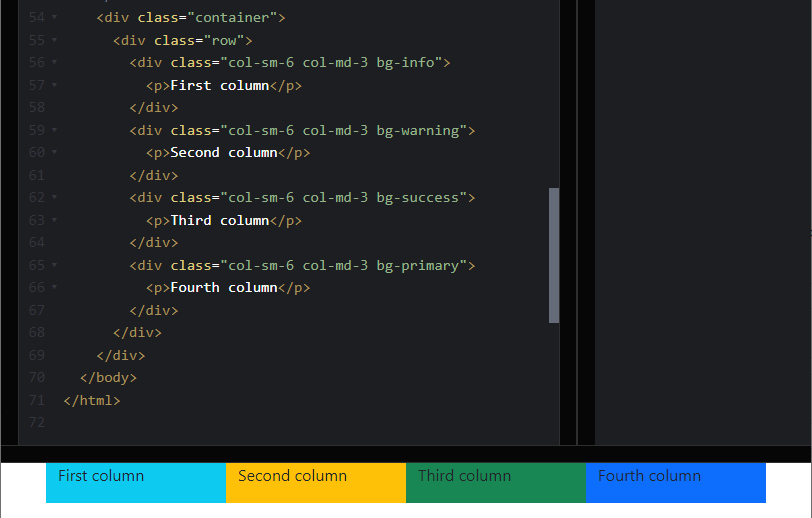 54 <div class="container">
55 <div class="row">
56 <div class="col-sm-6 col-md-3 bg-info">
57 <p>First column</p>
58 </div>
59 <div class="col-sm-6 col-md-3 bg-warning">
60 <p>Second column</p>
61 </div>
62 <div class="col-sm-6 col-md-3 bg-success">
63 <p>Third column</p>
64 </div>
65 <div class="col-sm-6 col-md-3 bg-primary">
66 <p>Fourth column</p>
67 </div>
68 </div>
69 </div>
70 </body>
71 </html>
72
First column Second column Third column Fourth column